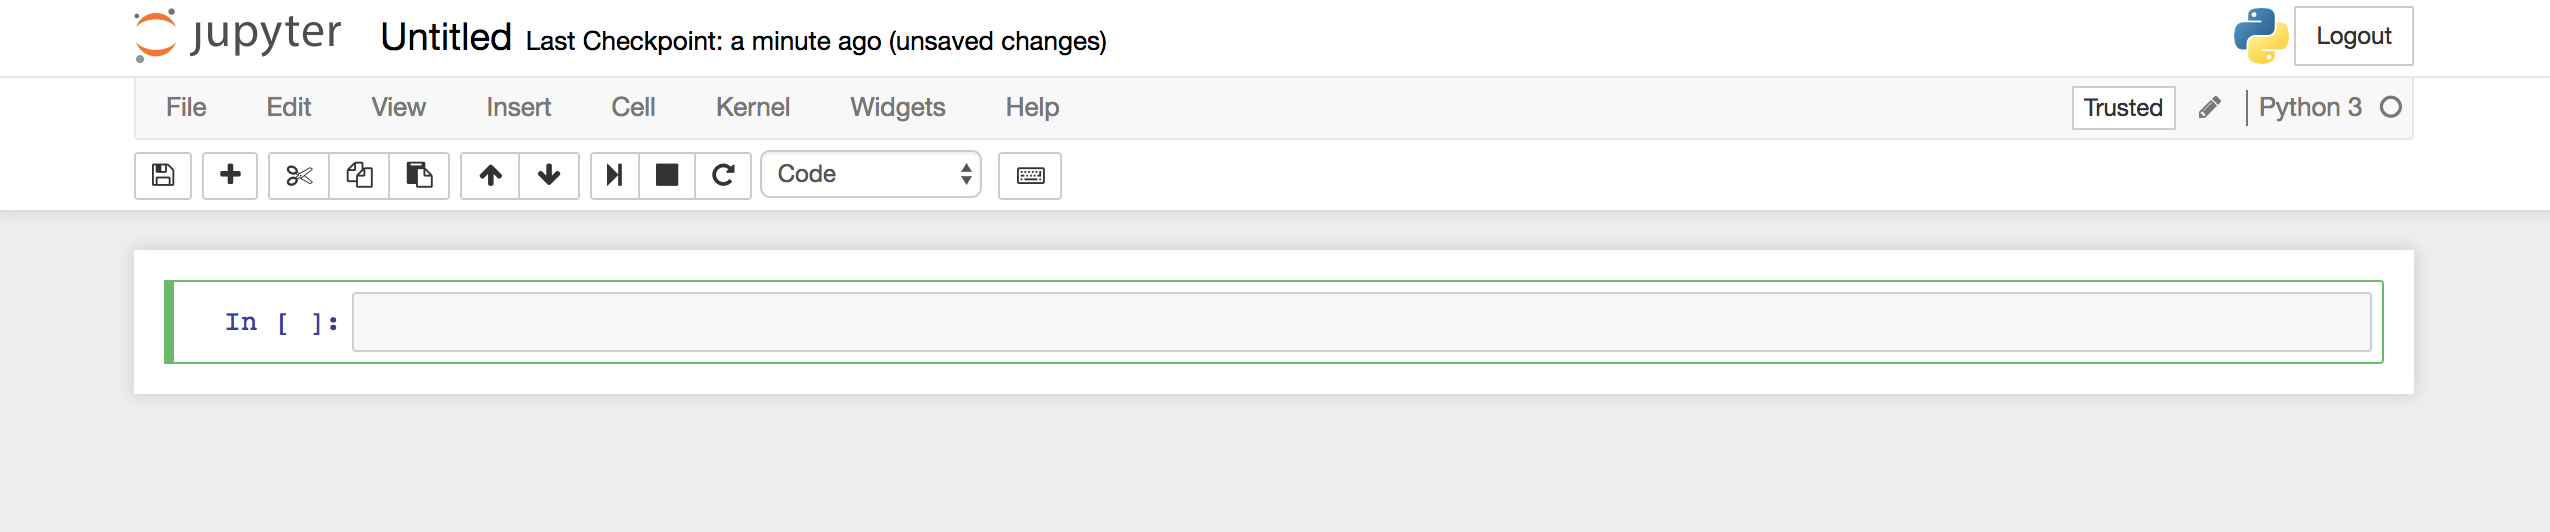 jupyter Untitled Last Checkpoint: a minute ago (unsaved changes) Logout
File Edit View Insert Cell Kernel Widgets Help Trusted Python 3
Code
In [ ]: